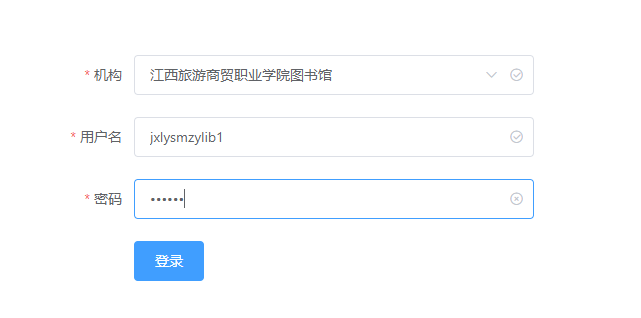 * 机构 江西旅游商贸职业学院图书馆
* 用户名 jxlysmzylib1
* 密码 ••••••
登录